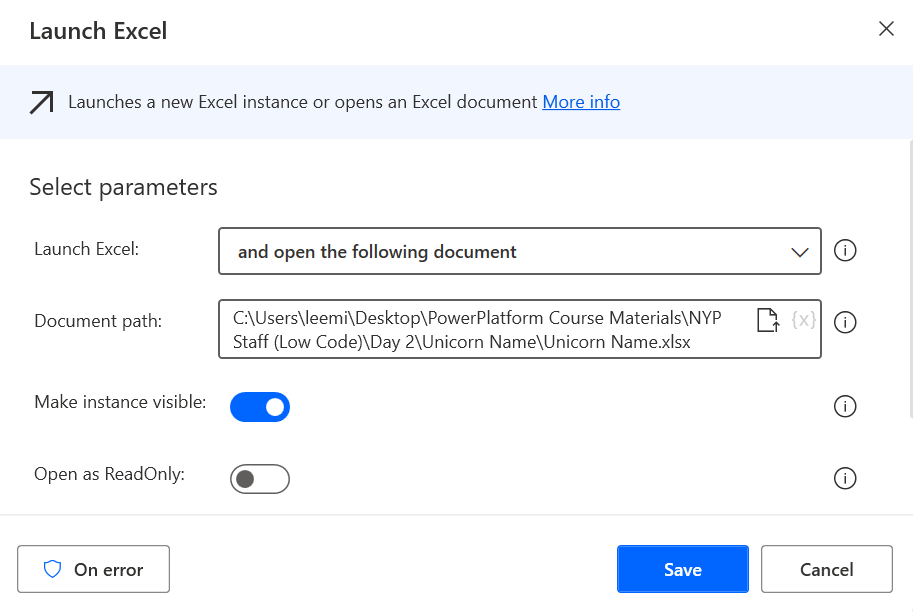 Launch Excel
Launches a new Excel instance or opens an Excel document More info
Select parameters
Launch Excel:
and open the following document
Document path:
C:\Users\leemi\Desktop\PowerPlatform Course Materials\NYP
Staff (Low Code)\Day 2\Unicorn Name\Unicorn Name.xlsx
{x}
Make instance visible:
Open as ReadOnly:
On error
Save
Cancel